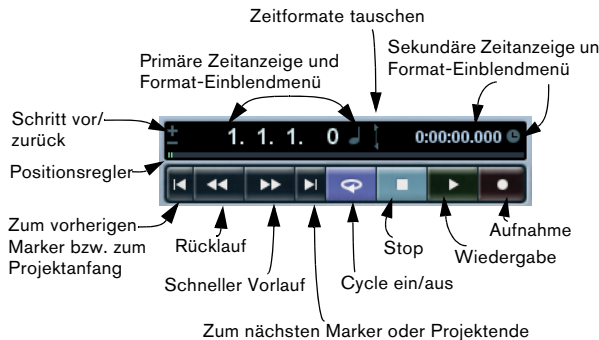 Zeitformate tauschen
Primäre Zeitanzeige und
Format-Einblendmenü
Sekundäre Zeitanzeige un
Format-Einblendmenü
Schritt vor/
zurück
1. 1. 1. 0
0:00:00.000
Positionsregler
Zum vorherigen
Marker bzw. zum
Projektanfang
Rücklauf
Schneller Vorlauf
Cycle ein/aus
Stop
Wiedergabe
Aufnahme
Zum nächsten Marker oder Projektende